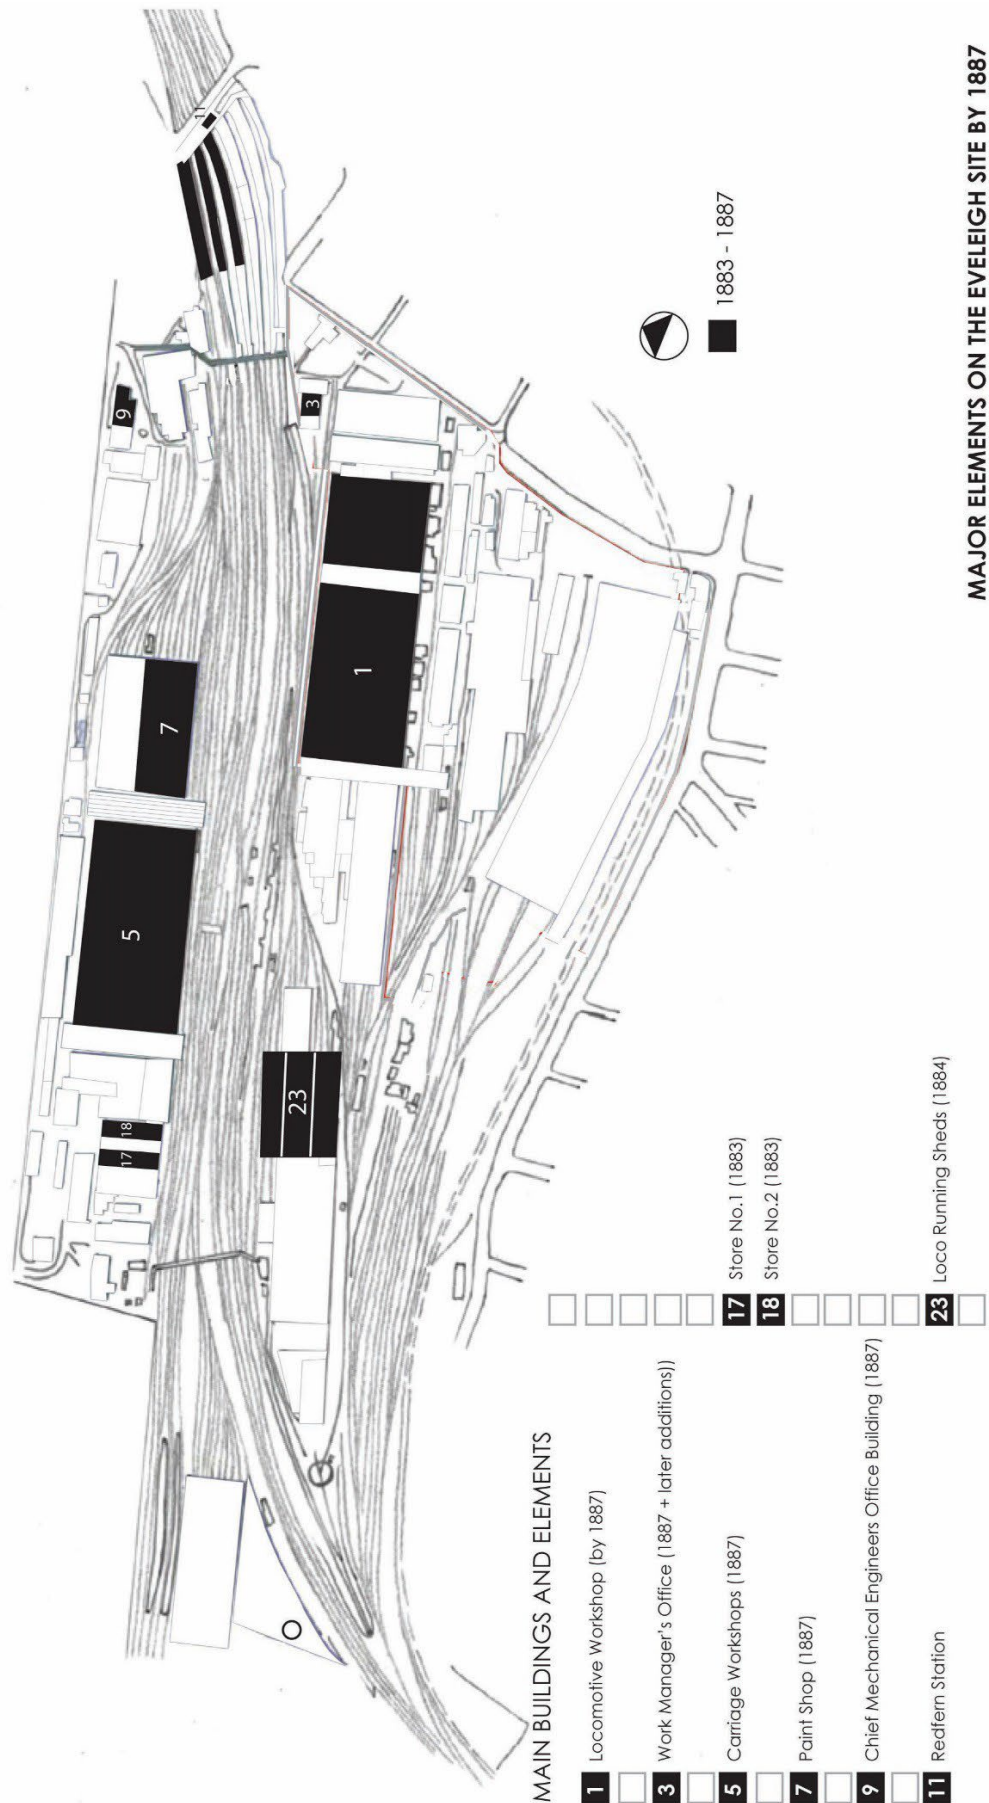 11
9
3
7
1
5
18
17
23
1883 - 1887
MAJOR ELEMENTS ON THE EVELEIGH SITE BY 1887
MAIN BUILDINGS AND ELEMENTS
1 Locomotive Workshop (by 1887)
3 Work Manager's Office (1887 + later additions))
5 Carriage Workshops (1887)
7 Paint Shop (1887)
9 Chief Mechanical Engineers Office Building (1887)
11 Redfern Station
17 Store No.1 (1883)
18 Store No.2 (1883)
23 Loco Running Sheds (1884)